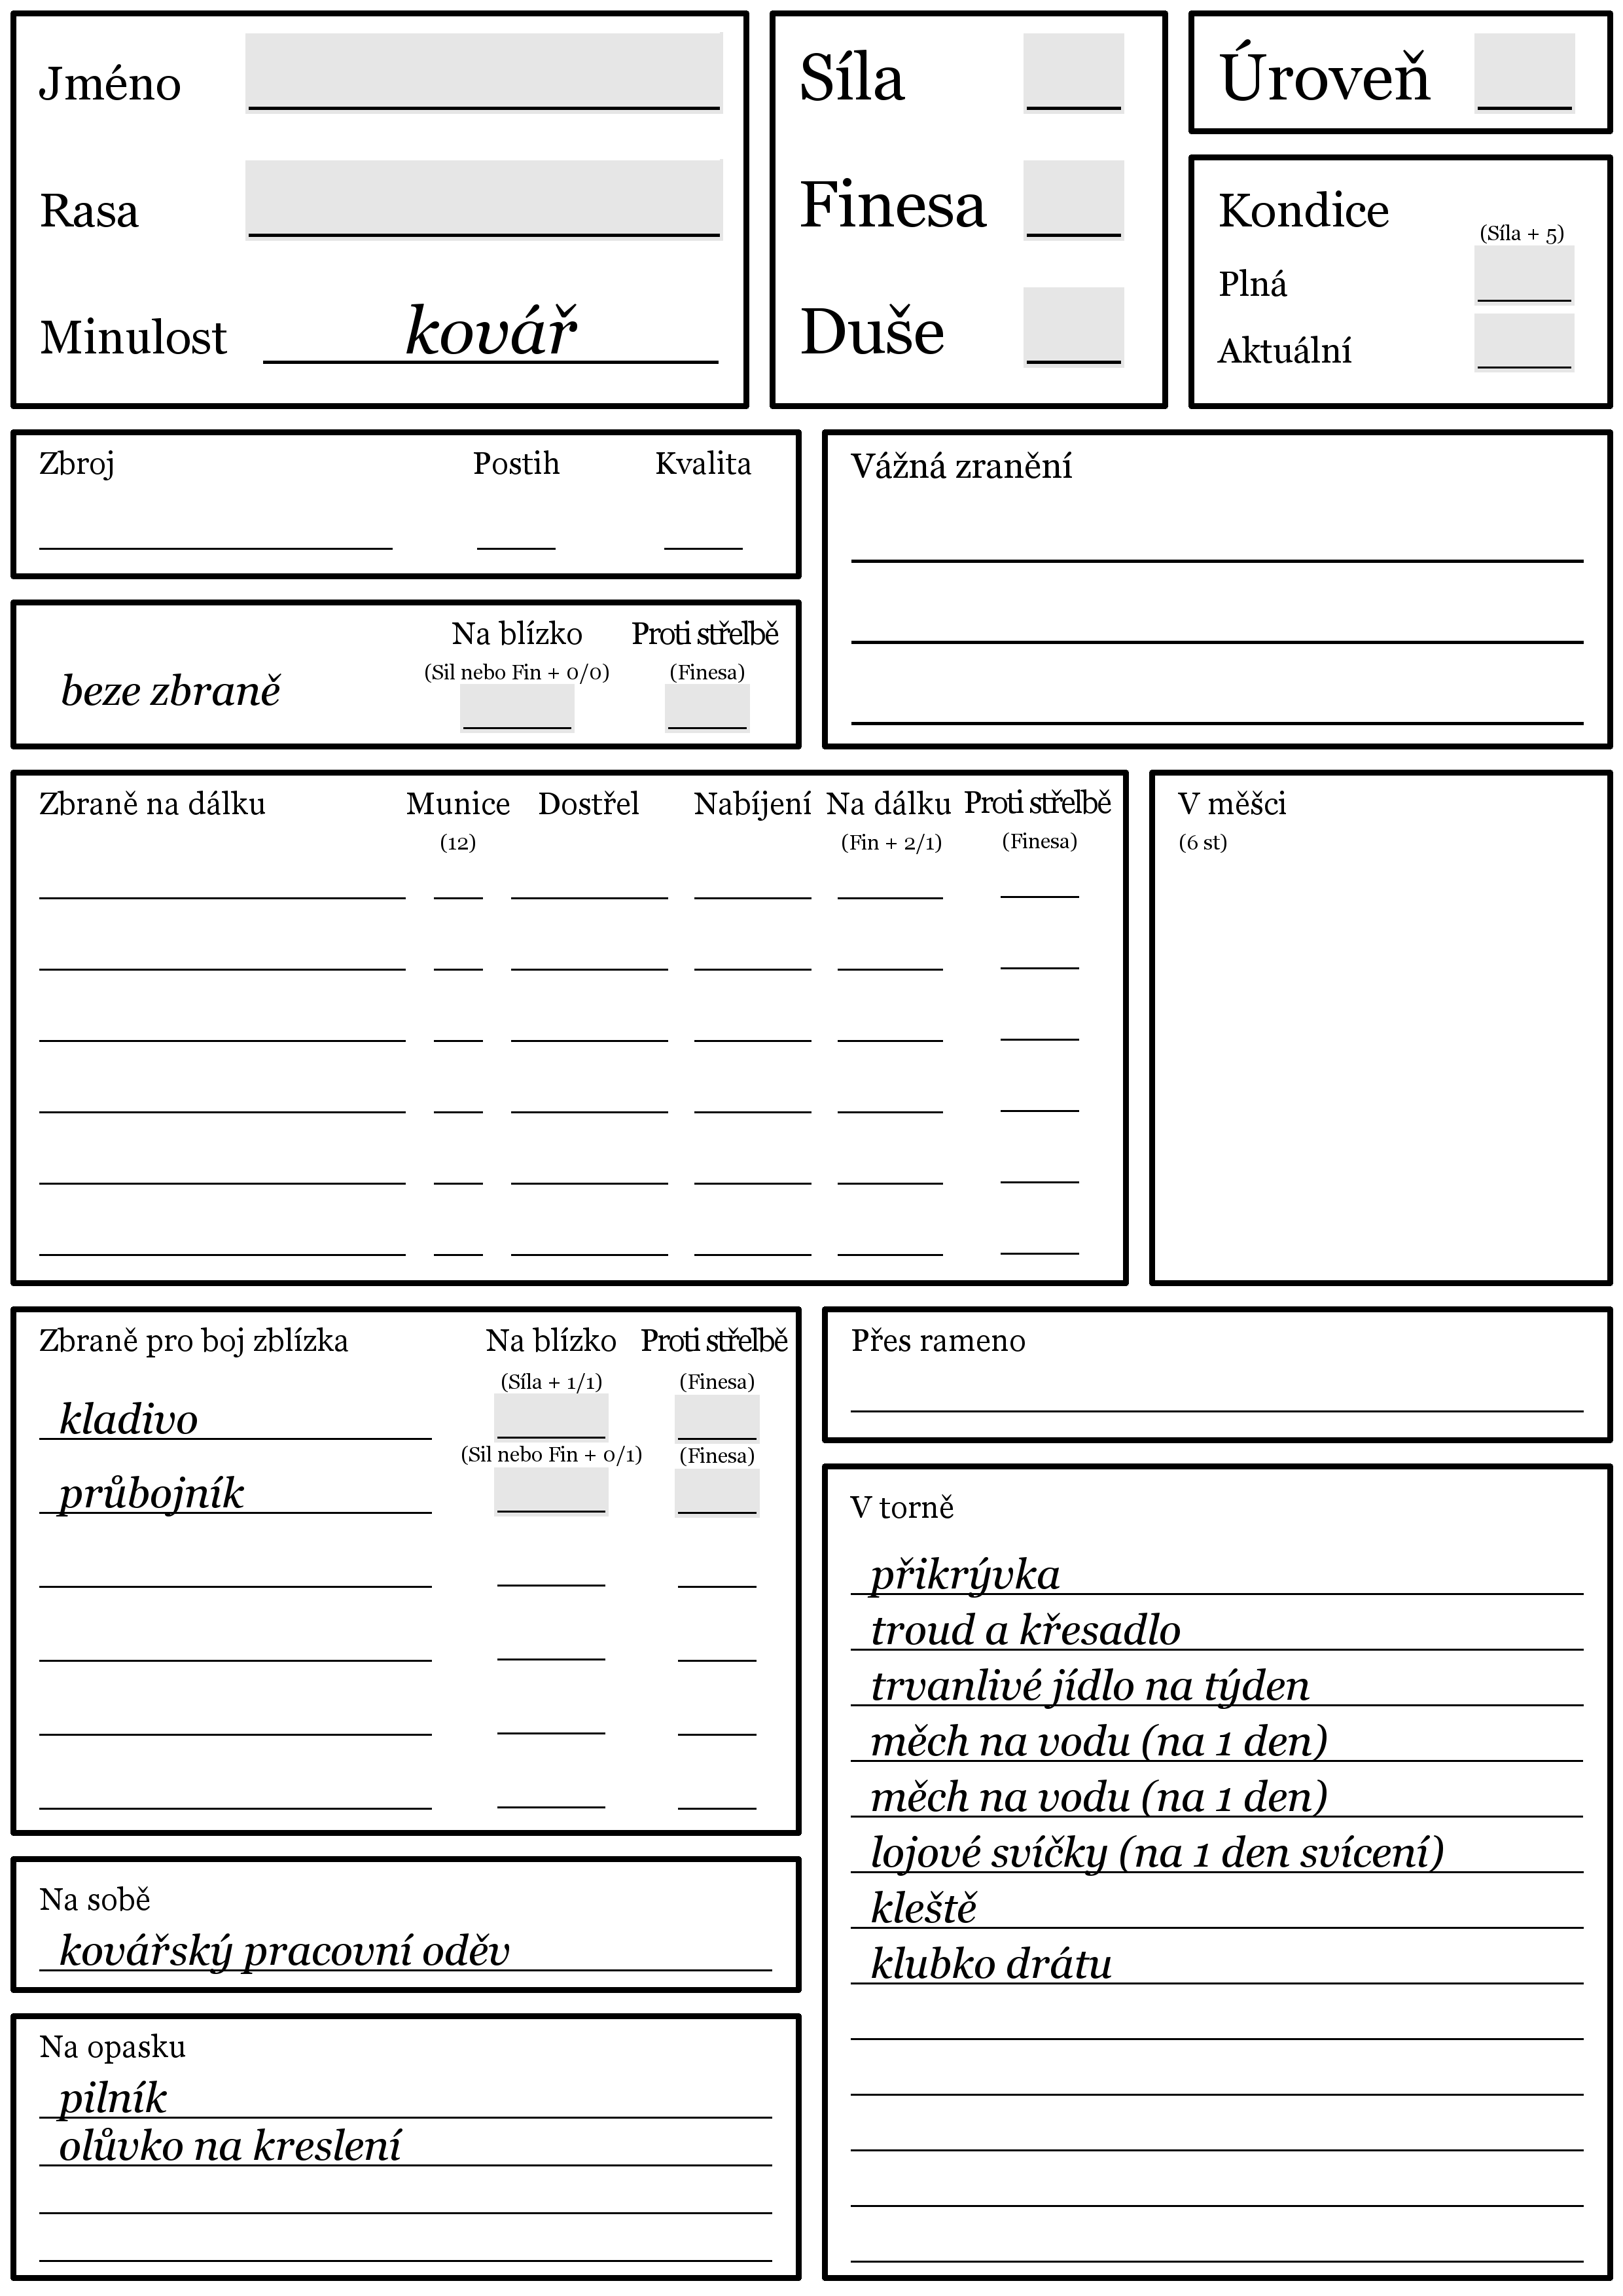 Jméno
Rasa
Minulost kovář
Síla
Finesa
Duše
Úroveň
Kondice
(Síla + 5)
Plná
Aktuální
Zbroj Postih Kvalita
Vážná zranění
Na blízko Proti střelbě
(Sil nebo Fin + 0/0) (Finesa)
beze zbraně
Zbraně na dálku Munice Dostřel Nabíjení Na dálku Proti střelbě
(12) (Fin + 2/1) (Finesa)
V měšci
(6 st)
Zbraně pro boj zblízka Na blízko Proti střelbě
(Síla + 1/1) (Finesa)
kladivo
(Sil nebo Fin + 0/1) (Finesa)
průbojník
Na sobě
kovářský pracovní oděv
Na opasku
pilník
olůvko na kreslení
Přes rameno
V torně
přikrývka
troud a křesadlo
trvanlivé jídlo na týden
měch na vodu (na 1 den)
měch na vodu (na 1 den)
lojové svíčky (na 1 den svícení)
kleště
klubko drátu